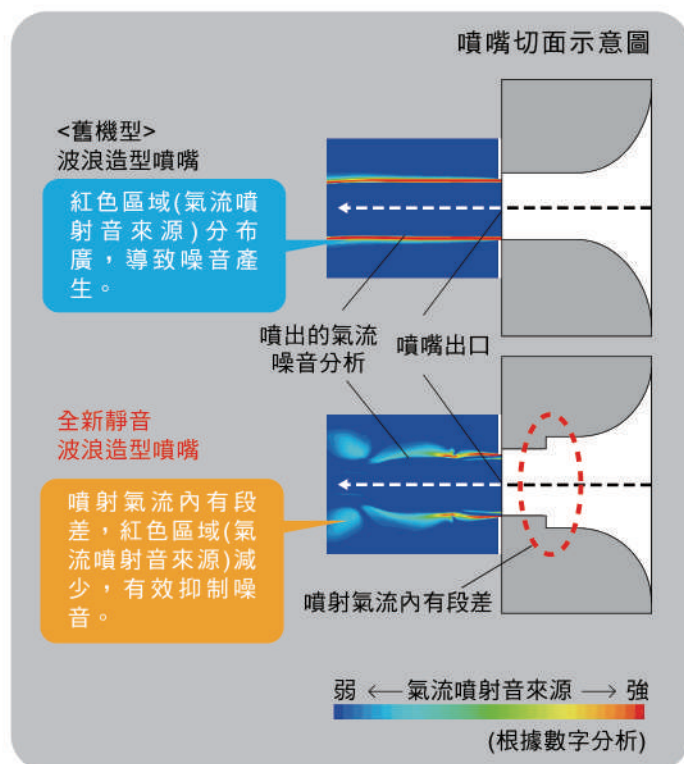 噴嘴切面示意圖
<舊機型>
波浪造型噴嘴
紅色區域(氣流噴
射音來源)分布
廣，導致噪音產
生。
噴出的氣流
噪音分析
噴嘴出口
全新靜音
波浪造型噴嘴
噴射氣流內有段
差，紅色區域(氣
流噴射音來源)減
少，有效抑制噪
音。
噴射氣流內有段差
弱 ← 氣流噴射音來源 → 強
(根據數字分析)